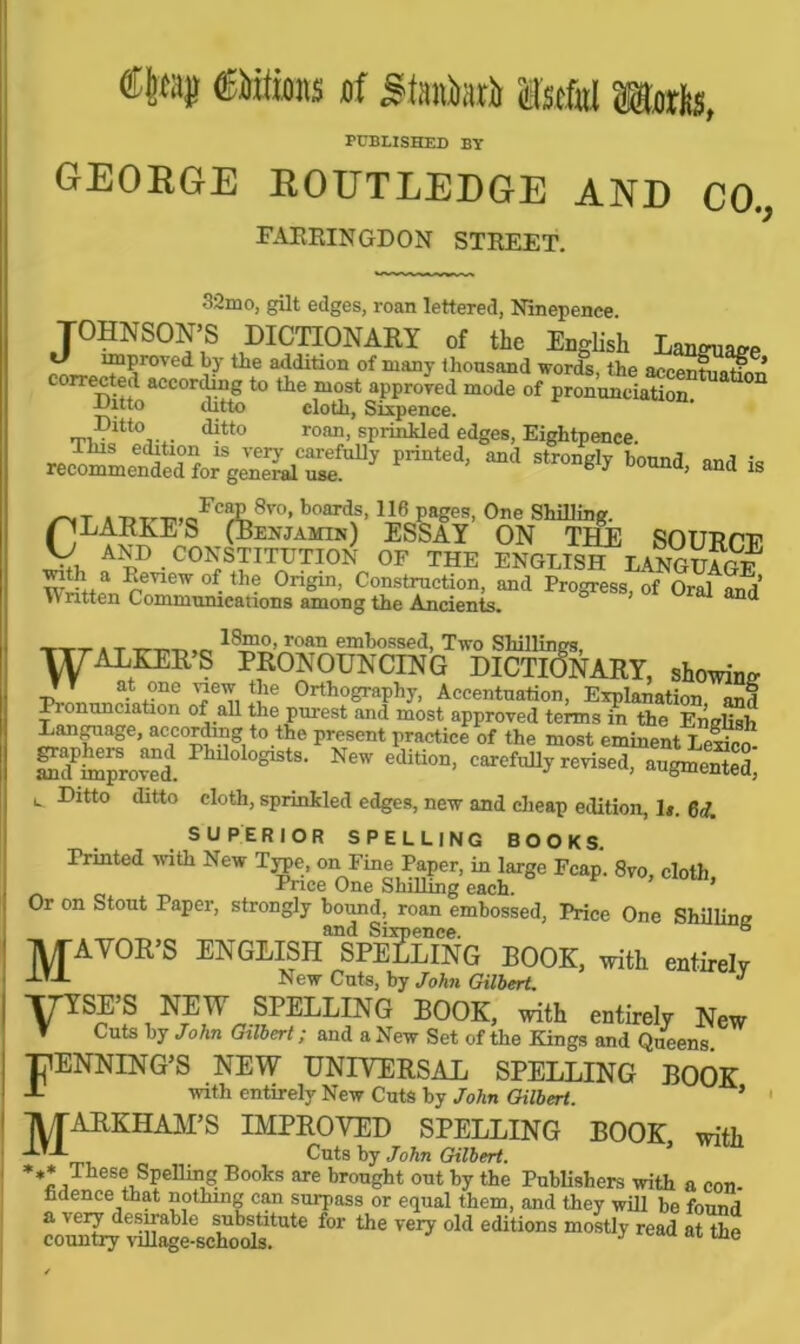 Cheap Editions of Standard Useful Works,
PUBLISHED BY
GEORGE ROUTLEDGE AND CO.,
FARRINGDON STREET.
32mo, gilt edges, roan lettered, Ninepence.
JOHNSON'S DICTIONARY of the English Language,
improved by the addition of many thousand words, the accentuation
corrected according to the most approved mode of pronunciation.
Ditto ditto cloth, Sixpence.
Ditto ditto roan, sprinkled edges, Eightpence.
This edition is very carefully printed, and strongly bound, and is
recommended for general use.
Fcap 8vo, boards, 116 pages, One Shilling.
CLARKE'S (BENJAMIN) ESSAY ON THE SOURCE
AND CONSTITUTION OF THE ENGLISH LANGUAGE,
with a Review of the Origin, Construction, and Progress, of Oral and
Written Communications among the Ancients.
18mo, roan embossed, Two Shillings,
WALKER'S PRONOUNCING DICTIONARY, showing
at one view the Orthography, Accentuation, Explanation, and
Pronunciation of all the purest and most approved terms in the English
Language, according to the present practice of the most eminent Lexico-
graphers and Philologists. New edition, carefully revised, augmented,
and improved.
Ditto ditto cloth, sprinkled edges, new and cheap edition, 1s. 6d.
SUPERIOR SPELLING BOOKS.
Printed with New Type, on Fine Paper, in large Fcap. 8vo, cloth,
Price One Shilling each.
Or on Stout Paper, strongly bound, roan embossed, Price One Shilling
and Sixpence.
MAVOR'S ENGLISH SPELLING BOOK, with entirely
New Cuts, by John Gilbert.
VYSE'S NEW SPELLING BOOK, with entirely New
Cuts by John Gilbert; and a New Set of the Kings and Queens.
FENNING'S NEW UNIVERSAL SPELLING BOOK,
with entirely New Cuts by John Gilbert.
MARKHAM'S IMPROVED SPELLING BOOK, with
Cuts by John Gilbert.
*** These Spelling Books are brought out by the Publishers with a con-
fidence that nothing can surpass or equal them, and they will be found
a very desirable substitute for the very old editions mostly read at the
country village-schools.